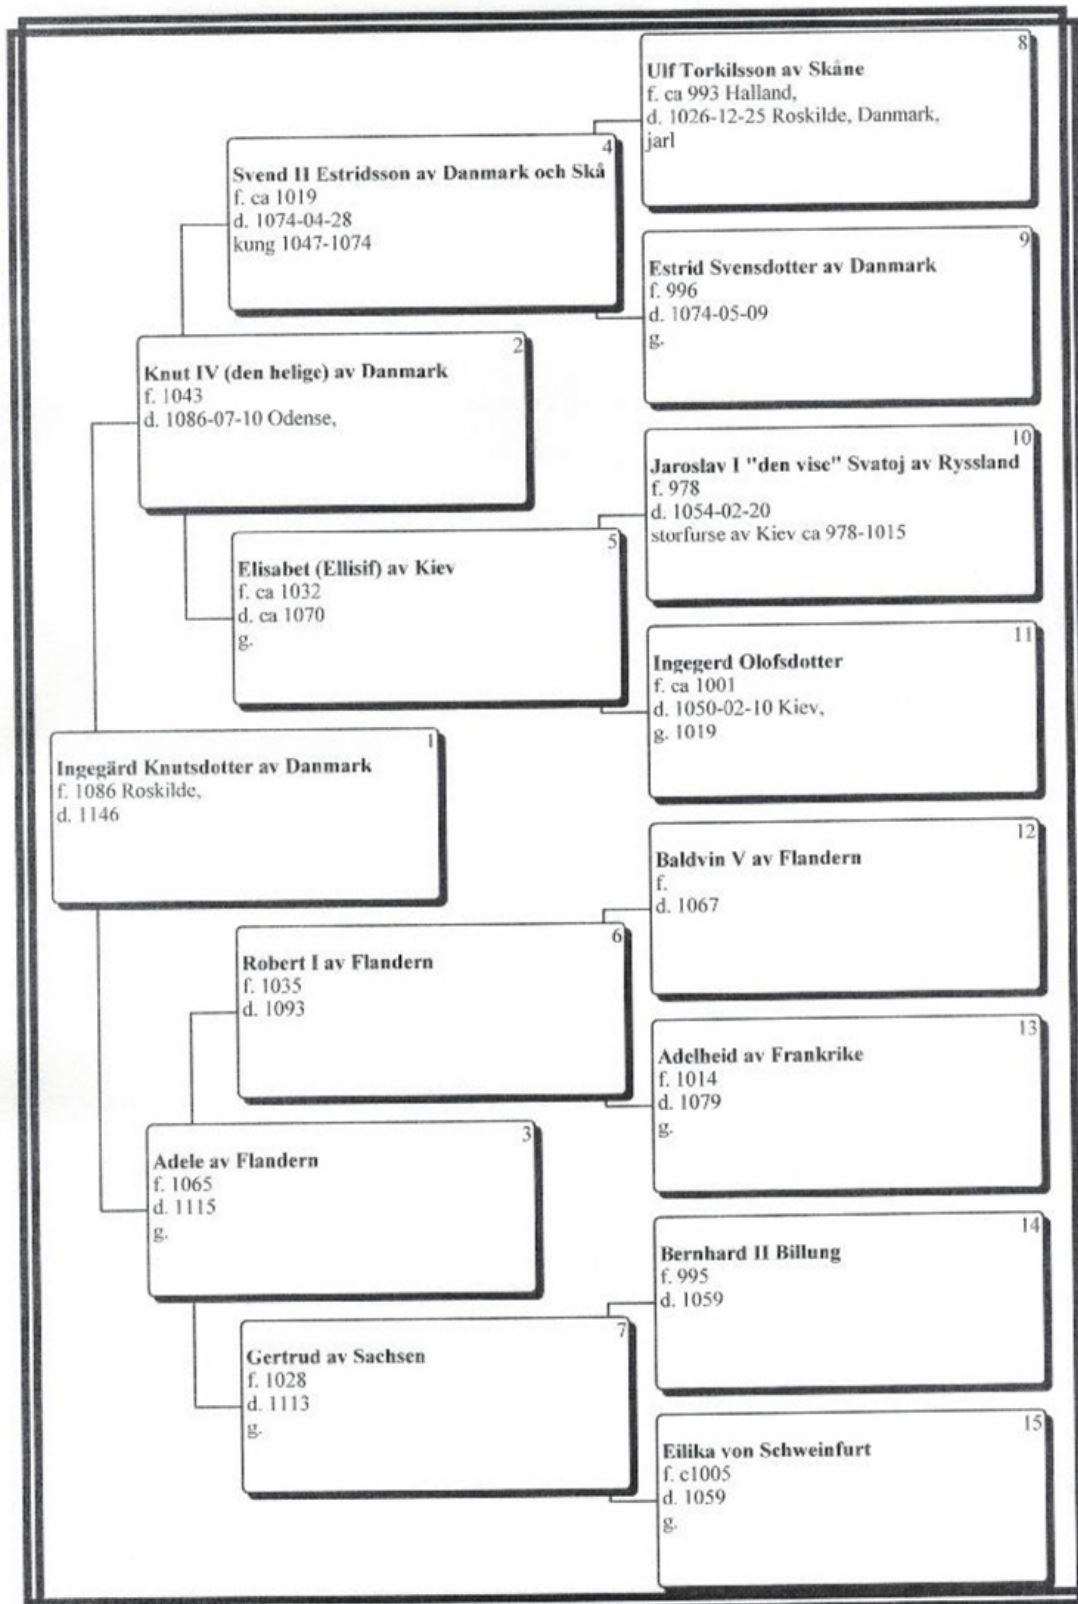 8
Ulf Torkilsson av Skåne
f. ca 993 Halland,
d. 1026-12-25 Roskilde, Danmark,
jarl
4
Svend II Estridsson av Danmark och Skå
f. ca 1019
d. 1074-04-28
kung 1047-1074
9
Estrid Svensdotter av Danmark
f. 996
d. 1074-05-09
g.
2
Knut IV (den helige) av Danmark
f. 1043
d. 1086-07-10 Odense,
10
Jaroslav I "den vise" Svatoj av Ryssland
f. 978
d. 1054-02-20
storfurse av Kiev ca 978-1015
5
Elisabet (Ellisif) av Kiev
f. ca 1032
d. ca 1070
g.
11
Ingegerd Olofsdotter
f. ca 1001
d. 1050-02-10 Kiev,
g. 1019
1
Ingegärd Knutsdotter av Danmark
f. 1086 Roskilde,
d. 1146
12
Baldvin V av Flandern
f.
d. 1067
6
Robert I av Flandern
f. 1035
d. 1093
13
Adelheid av Frankrike
f. 1014
d. 1079
g.
3
Adele av Flandern
f. 1065
d. 1115
g.
14
Bernhard II Billung
f. 995
d. 1059
7
Gertrud av Sachsen
f. 1028
d. 1113
g.
15
Eilika von Schweinfurt
f. c1005
d. 1059
g.